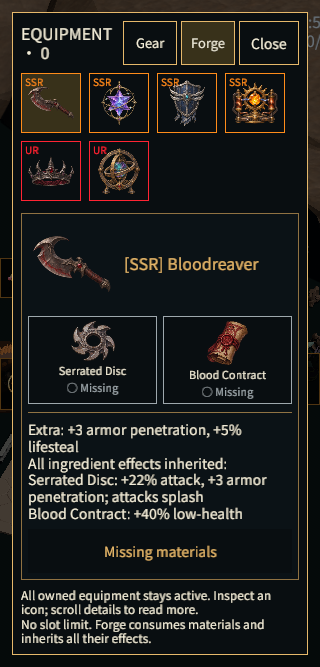 EQUIPMENT
· 0
Gear
Forge
Close
SSR
SSR
SSR
SSR
UR
UR
[SSR] Bloodreaver
Serrated Disc
Missing
Blood Contract
Missing
Extra: +3 armor penetration, +5%
lifesteal
All ingredient effects inherited:
Serrated Disc: +22% attack, +3 armor
penetration; attacks splash
Blood Contract: +40% low-health
Missing materials
All owned equipment stays active. Inspect an
icon; scroll details to read more.
No slot limit. Forge consumes materials and
inherits all their effects.